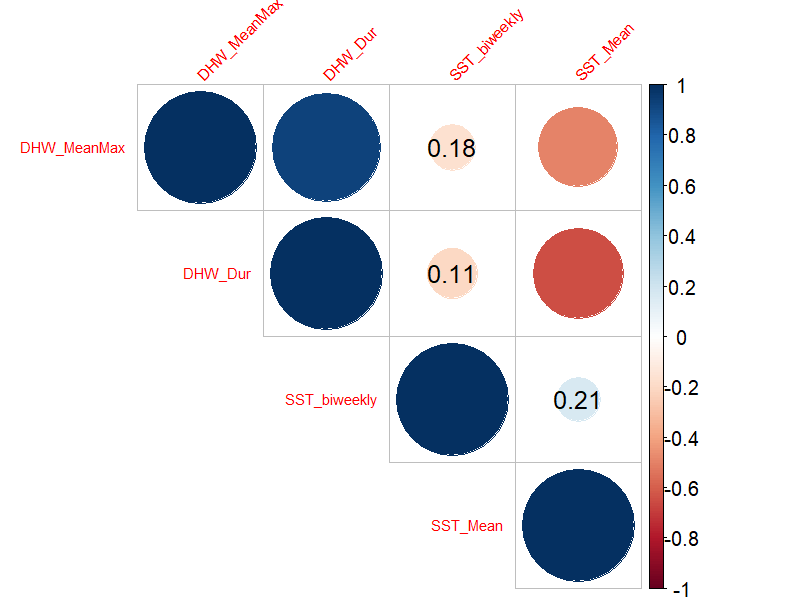 DHW_MeanMax
DHW_Dur
SST_biweekly
SST_Mean
DHW_MeanMax
0.18
DHW_Dur
0.11
SST_biweekly
0.21
SST_Mean
1
0.8
0.6
0.4
0.2
0
-0.2
-0.4
-0.6
-0.8
-1